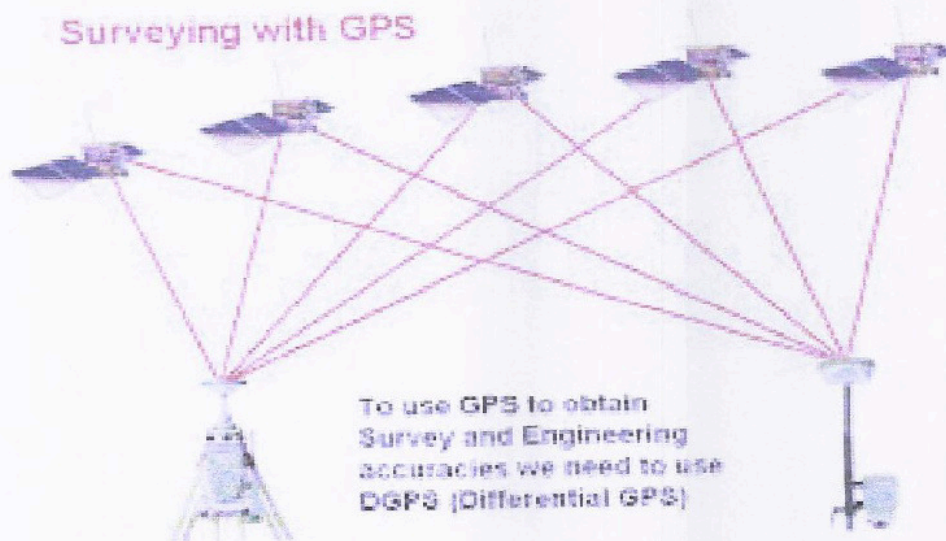 Surveying with GPS
To use GPS to obtain
Survey and Engineering
accuracies we need to use
DGPS (Differential GPS)